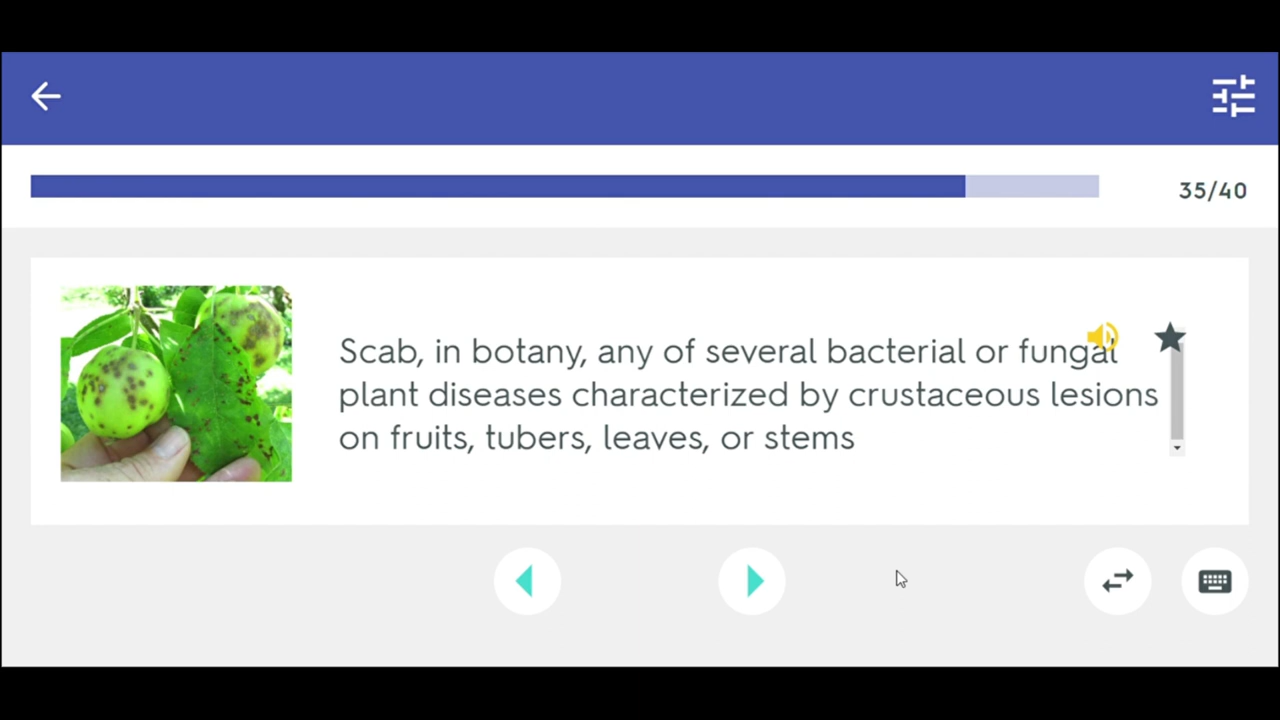 35/40
Scab, in botany, any of several bacterial or fungal
plant diseases characterized by crustaceous lesions
on fruits, tubers, leaves, or stems